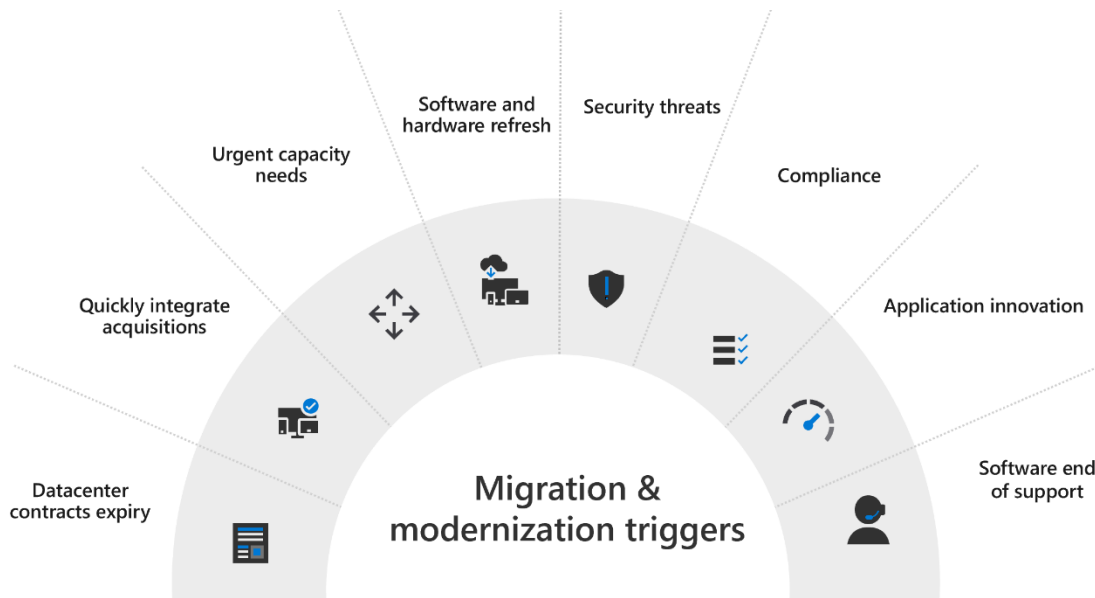 Software and
hardware refresh
Security threats
Urgent capacity
needs
Compliance
Quickly integrate
acquisitions
Application innovation
Datacenter
contracts expiry
Software end
of support
Migration &
modernization triggers